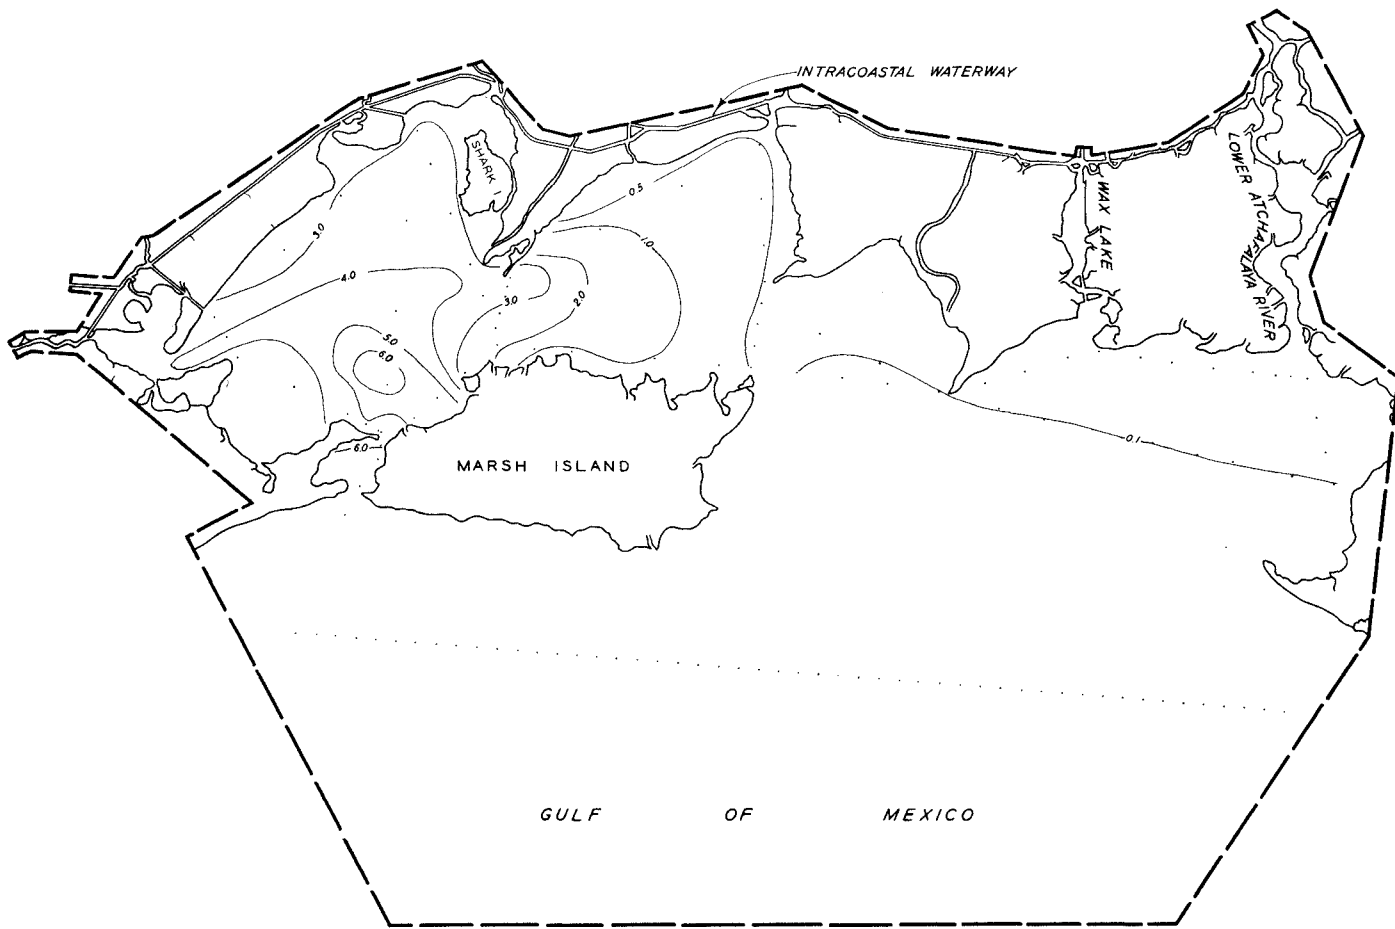 INTRACOASTAL WATERWAY
SHARK I
0.5
3.0
1.0
4.0
3.0
2.0
5.0
6.0
WAX LAKE
LOWER ATCHAFALAYA RIVER
6.0
0.1
MARSH ISLAND
GULF OF MEXICO